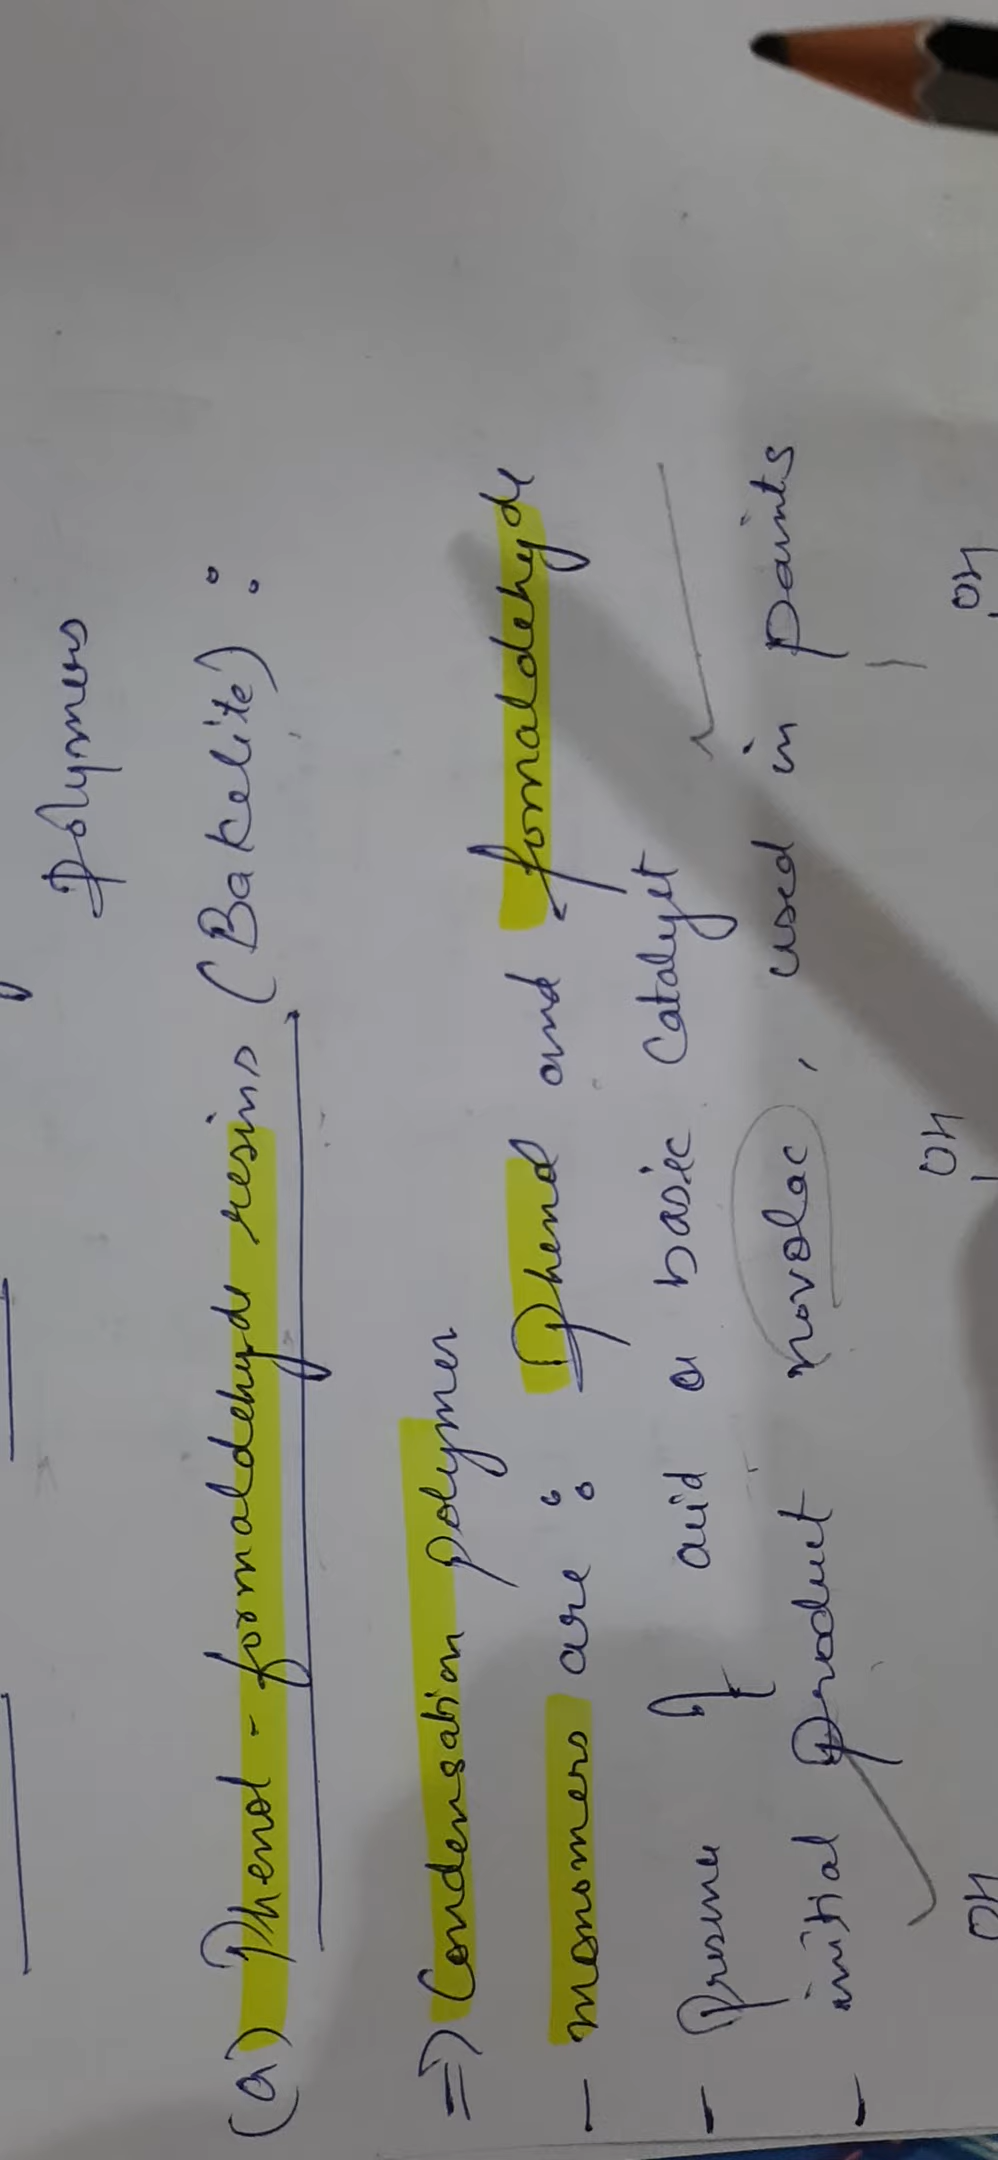 Polymers
(a) Phenol - formaldehyde resins (Bakelite) :
=) Condensation polymer
- monomers are : Phenol and formaldehyde
- Presence of acid or basic Catalyst
- initial Product novolac, used in paints
OH OH OH